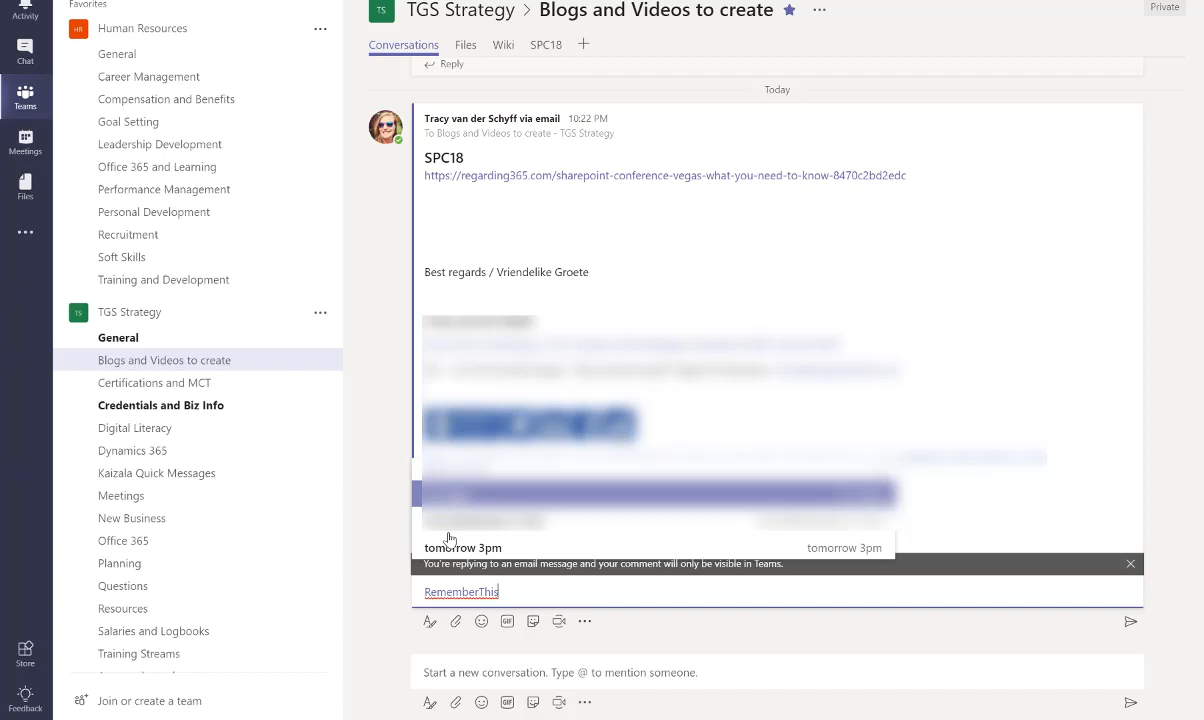 Activity
Chat
Teams
Meetings
Files
Store
Feedback
Favorites
HR
Human Resources
General
Career Management
Compensation and Benefits
Goal Setting
Leadership Development
Office 365 and Learning
Performance Management
Personal Development
Recruitment
Soft Skills
Training and Development
TS
TGS Strategy
General
Blogs and Videos to create
Certifications and MCT
Credentials and Biz Info
Digital Literacy
Dynamics 365
Kaizala Quick Messages
Meetings
New Business
Office 365
Planning
Questions
Resources
Salaries and Logbooks
Training Streams
Join or create a team
TS
TGS Strategy > Blogs and Videos to create
Private
Conversations Files Wiki SPC18
Reply
Today
Tracy van der Schyff via email 10:22 PM
To Blogs and Videos to create - TGS Strategy
SPC18
https://regarding365.com/sharepoint-conference-vegas-what-you-need-to-know-8470c2bd2edc
Best regards / Vriendelike Groete
tomorrow 3pm tomorrow 3pm
You're replying to an email message and your comment will only be visible in Teams.
RememberThis
GIF
Start a new conversation. Type @ to mention someone.
GIF